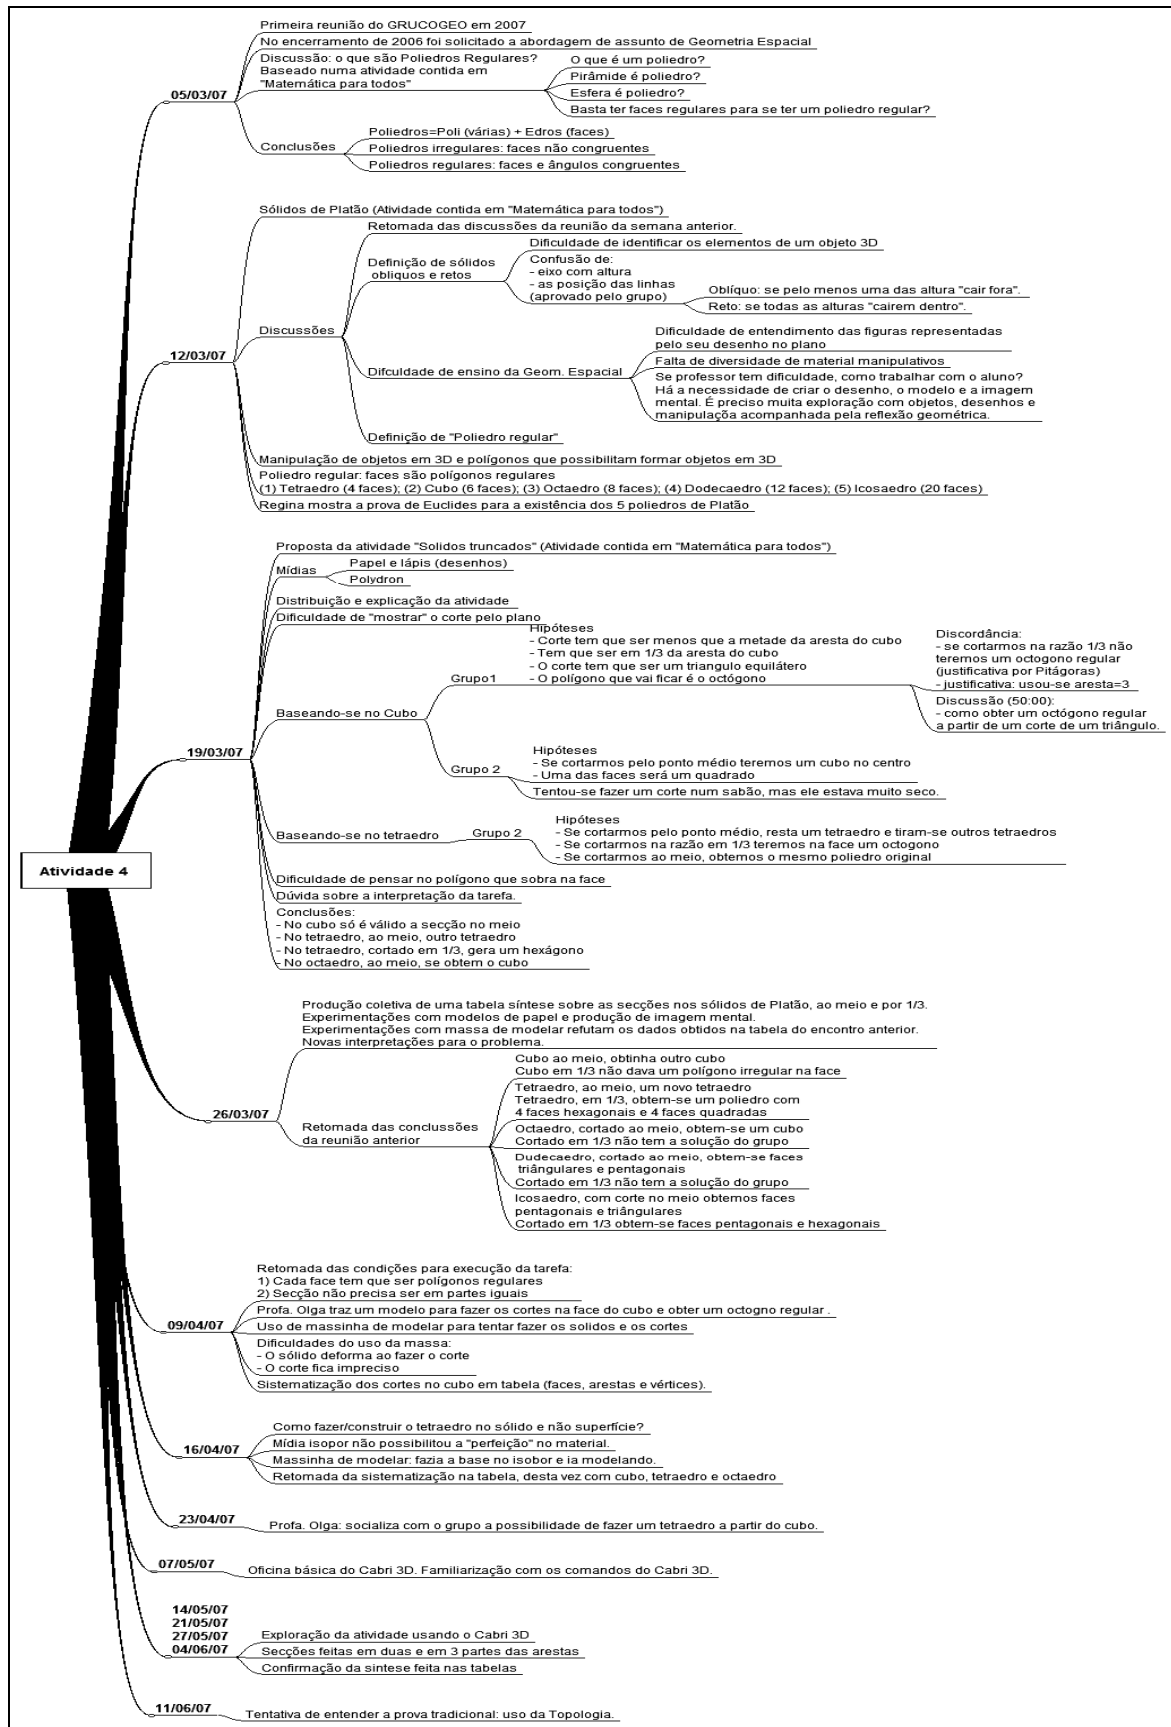 Primeira reunião do GRUCOGEO em 2007
No encerramento de 2006 foi solicitado a abordagem de assunto de Geometria Espacial
Discussão: o que são Poliedros Regulares?
Baseado numa atividade contida em
"Matemática para todos"
O que é um poliedro?
Pirâmide é poliedro?
Esfera é poliedro?
Basta ter faces regulares para se ter um poliedro regular?
05/03/07
Conclusões
Poliedros=Poli (várias) + Edros (faces)
Poliedros irregulares: faces não congruentes
Poliedros regulares: faces e ângulos congruentes
Sólidos de Platão (Atividade contida em "Matemática para todos")
Retomada das discussões da reunião da semana anterior.
Definição de sólidos
obliquos e retos
Dificuldade de identificar os elementos de um objeto 3D
Confusão de:
- eixo com altura
- as posição das linhas
(aprovado pelo grupo)
Oblíquo: se pelo menos uma das altura "cair fora".
Reto: se todas as alturas "cairem dentro".
Discussões
12/03/07
Difculdade de ensino da Geom. Espacial
Dificuldade de entendimento das figuras representadas
pelo seu desenho no plano
Falta de diversidade de material manipulativos
Se professor tem dificuldade, como trabalhar com o aluno?
Há a necessidade de criar o desenho, o modelo e a imagem
mental. É preciso muita exploração com objetos, desenhos e
manipulação acompanhada pela reflexão geométrica.
Definição de "Poliedro regular"
Manipulação de objetos em 3D e polígonos que possibilitam formar objetos em 3D
Poliedro regular: faces são polígonos regulares
(1) Tetraedro (4 faces); (2) Cubo (6 faces); (3) Octaedro (8 faces); (4) Dodecaedro (12 faces); (5) Icosaedro (20 faces)
Regina mostra a prova de Euclides para a existência dos 5 poliedros de Platão
Proposta da atividade "Solidos truncados" (Atividade contida em "Matemática para todos")
Mídias
Papel e lápis (desenhos)
Polydron
Distribuição e explicação da atividade
Dificuldade de "mostrar" o corte pelo plano
Hipóteses
- Corte tem que ser menos que a metade da aresta do cubo
- Tem que ser em 1/3 da aresta do cubo
- O corte tem que ser um triangulo equilátero
- O polígono que vai ficar é o octógono
Grupo1
Discordância:
- se cortarmos na razão 1/3 não
teremos um octogono regular
(justificativa por Pitágoras)
- justificativa: usou-se aresta=3
Discussão (50:00):
- como obter um octógono regular
a partir de um corte de um triângulo.
Baseando-se no Cubo
19/03/07
Grupo 2
Hipóteses
- Se cortarmos pelo ponto médio teremos um cubo no centro
- Uma das faces será um quadrado
Tentou-se fazer um corte num sabão, mas ele estava muito seco.
Baseando-se no tetraedro
Grupo 2
Hipóteses
- Se cortarmos pelo ponto médio, resta um tetraedro e tiram-se outros tetraedros
- Se cortarmos na razão em 1/3 teremos na face um octogono
- Se cortarmos ao meio, obtemos o mesmo poliedro original
Atividade 4
Dificuldade de pensar no polígono que sobra na face
Dúvida sobre a interpretação da tarefa.
Conclusões:
- No cubo só é válido a secção no meio
- No tetraedro, ao meio, outro tetraedro
- No tetraedro, cortado em 1/3, gera um hexágono
- No octaedro, ao meio, se obtem o cubo
Produção coletiva de uma tabela síntese sobre as secções nos sólidos de Platão, ao meio e por 1/3.
Experimentações com modelos de papel e produção de imagem mental.
Experimentações com massa de modelar refutam os dados obtidos na tabela do encontro anterior.
Novas interpretações para o problema.
26/03/07
Retomada das conclussões
da reunião anterior
Cubo ao meio, obtinha outro cubo
Cubo em 1/3 não dava um polígono irregular na face
Tetraedro, ao meio, um novo tetraedro
Tetraedro, em 1/3, obtem-se um poliedro com
4 faces hexagonais e 4 faces quadradas
Octaedro, cortado ao meio, obtem-se um cubo
Cortado em 1/3 não tem a solução do grupo
Dudecaedro, cortado ao meio, obtem-se faces
triângulares e pentagonais
Cortado em 1/3 não tem a solução do grupo
Icosaedro, com corte no meio obtemos faces
pentagonais e triângulares
Cortado em 1/3 obtem-se faces pentagonais e hexagonais
Retomada das condições para execução da tarefa:
1) Cada face tem que ser polígonos regulares
2) Secção não precisa ser em partes iguais
Profa. Olga traz um modelo para fazer os cortes na face do cubo e obter um octogno regular .
09/04/07
Uso de massinha de modelar para tentar fazer os solidos e os cortes
Dificuldades do uso da massa:
- O sólido deforma ao fazer o corte
- O corte fica impreciso
Sistematização dos cortes no cubo em tabela (faces, arestas e vértices).
Como fazer/construir o tetraedro no sólido e não superfície?
16/04/07
Mídia isopor não possibilitou a "perfeição" no material.
Massinha de modelar: fazia a base no isobor e ia modelando.
Retomada da sistematização na tabela, desta vez com cubo, tetraedro e octaedro
23/04/07
Profa. Olga: socializa com o grupo a possibilidade de fazer um tetraedro a partir do cubo.
07/05/07
Oficina básica do Cabri 3D. Familiarização com os comandos do Cabri 3D.
14/05/07
21/05/07
27/05/07
04/06/07
Exploração da atividade usando o Cabri 3D
Secções feitas em duas e em 3 partes das arestas
Confirmação da sintese feita nas tabelas
11/06/07
Tentativa de entender a prova tradicional: uso da Topologia.